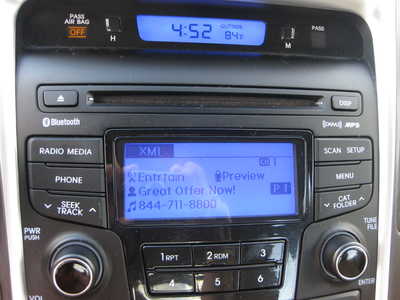 PASS
AIR BAG
OFF
H
4:52
OUTSIDE
84°F
M
PASS
Bluetooth
DISP
MP3
XM1
1
RADIO MEDIA
SCAN SETUP
Entrtain
Preview
PHONE
Great Offer Now!
P1
MENU
SEEK
TRACK
844-711-8800
CAT.
FOLDER
PWR
PUSH
TUNE
FILE
1 RPT
2 RDM
3
4
5
6
VOL
ENTER